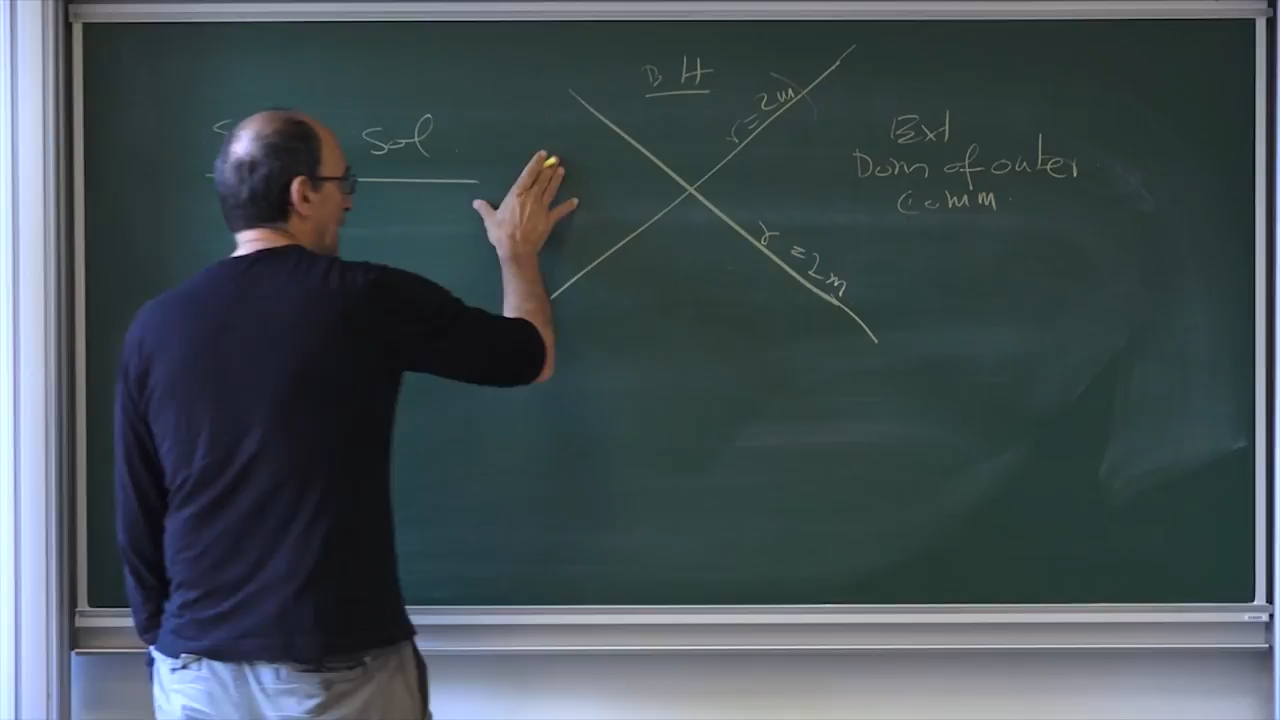 Sol
BH
r=2m
r=2m
Ext
Dom of outer
comm.